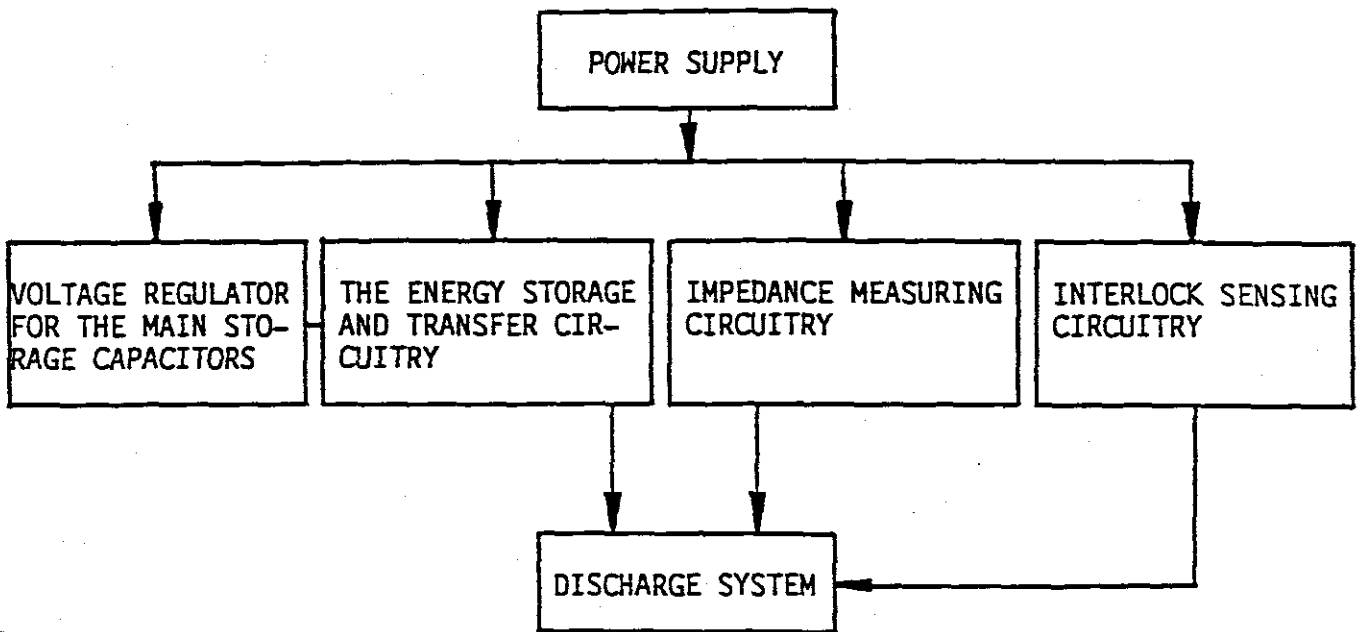 POWER SUPPLY
VOLTAGE REGULATOR
FOR THE MAIN STO-
RAGE CAPACITORS
THE ENERGY STORAGE
AND TRANSFER CIR-
CUITRY
IMPEDANCE MEASURING
CIRCUITRY
INTERLOCK SENSING
CIRCUITRY
DISCHARGE SYSTEM